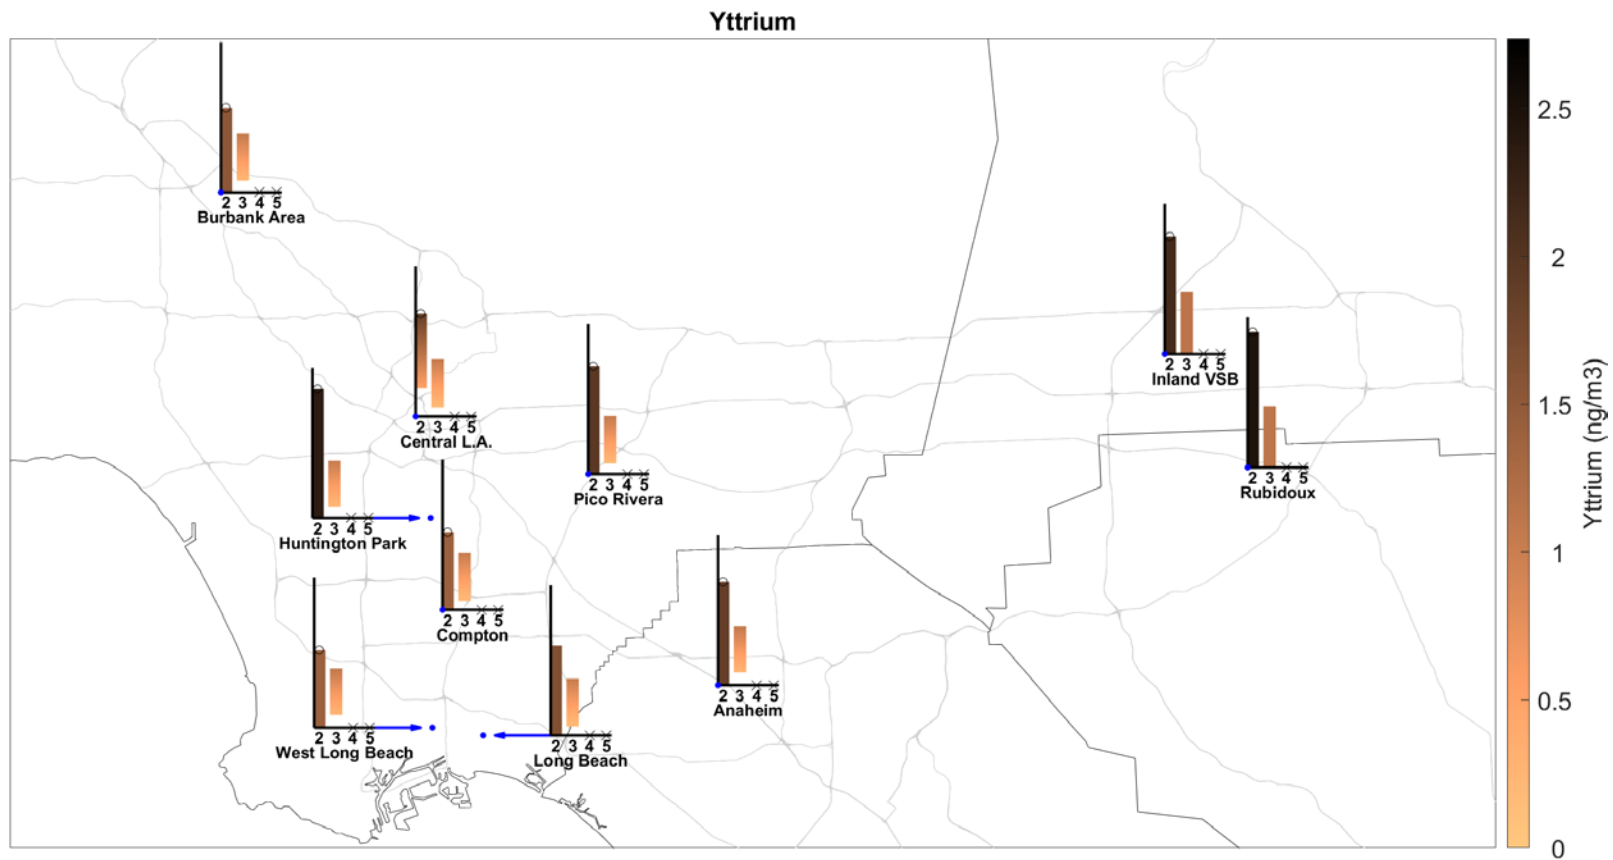 Yttrium
2 3 4 5
Burbank Area
2.5
2
2 3 4 5
Inland VSB
2 3 4 5
Central L.A.
2 3 4 5
Pico Rivera
2 3 4 5
Rubidoux
1.5
Yttrium (ng/m3)
1
2 3 4 5
Huntington Park
2 3 4 5
Compton
2 3 4 5
Anaheim
0.5
2 3 4 5
West Long Beach
2 3 4 5
Long Beach
0